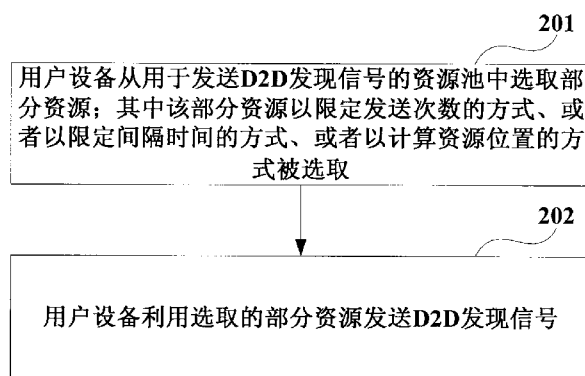 201
用户设备从用于发送D2D发现信号的资源池中选取部
分资源；其中该部分资源以限定发送次数的方式、或
者以限定间隔时间的方式、或者以计算资源位置的方
式被选取
202
用户设备利用选取的部分资源发送D2D发现信号